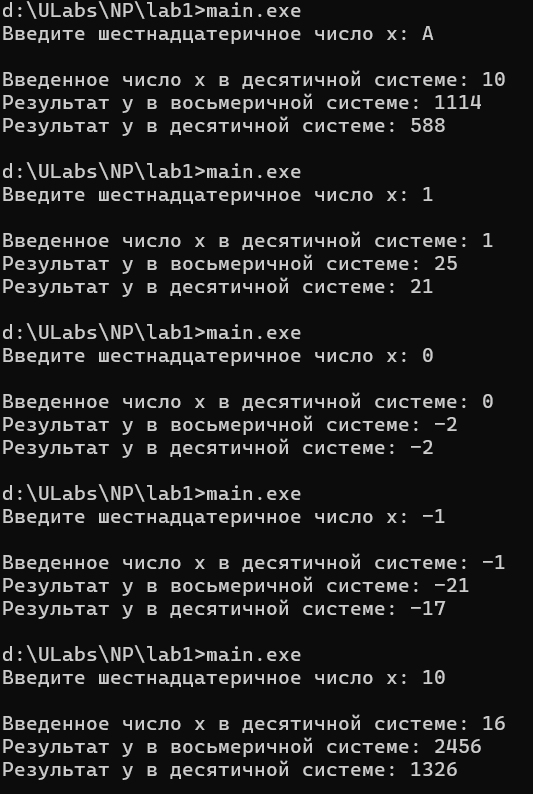 d:\ULabs\NP\lab1>main.exe
Введите шестнадцатеричное число x: A
Введенное число x в десятичной системе: 10
Результат y в восьмеричной системе: 1114
Результат y в десятичной системе: 588
d:\ULabs\NP\lab1>main.exe
Введите шестнадцатеричное число x: 1
Введенное число x в десятичной системе: 1
Результат y в восьмеричной системе: 25
Результат y в десятичной системе: 21
d:\ULabs\NP\lab1>main.exe
Введите шестнадцатеричное число x: 0
Введенное число x в десятичной системе: 0
Результат y в восьмеричной системе: -2
Результат y в десятичной системе: -2
d:\ULabs\NP\lab1>main.exe
Введите шестнадцатеричное число x: -1
Введенное число x в десятичной системе: -1
Результат y в восьмеричной системе: -21
Результат y в десятичной системе: -17
d:\ULabs\NP\lab1>main.exe
Введите шестнадцатеричное число x: 10
Введенное число x в десятичной системе: 16
Результат y в восьмеричной системе: 2456
Результат y в десятичной системе: 1326